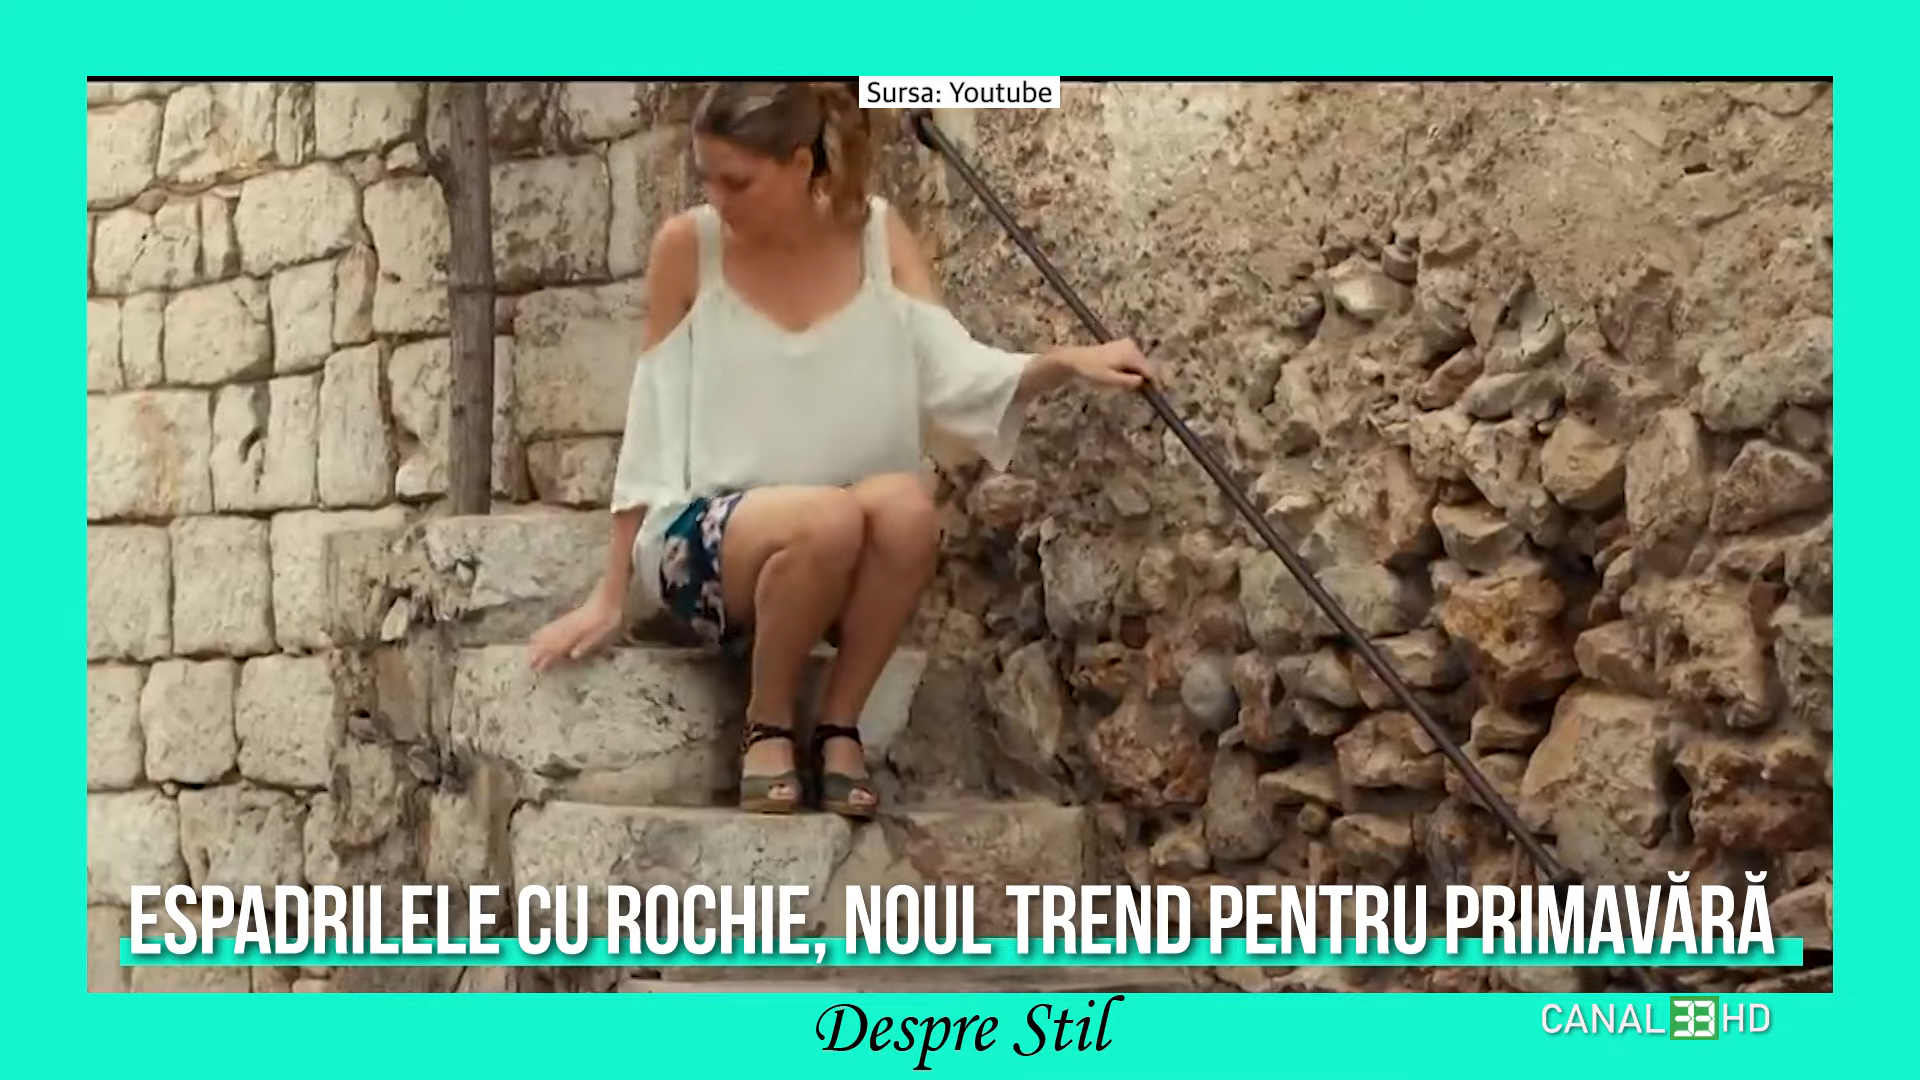 Sursa: Youtube
ESPADRILELE CU ROCHIE, NOUL TREND PENTRU PRIMAVĂRĂ
Despre Stil
CANAL 33 HD